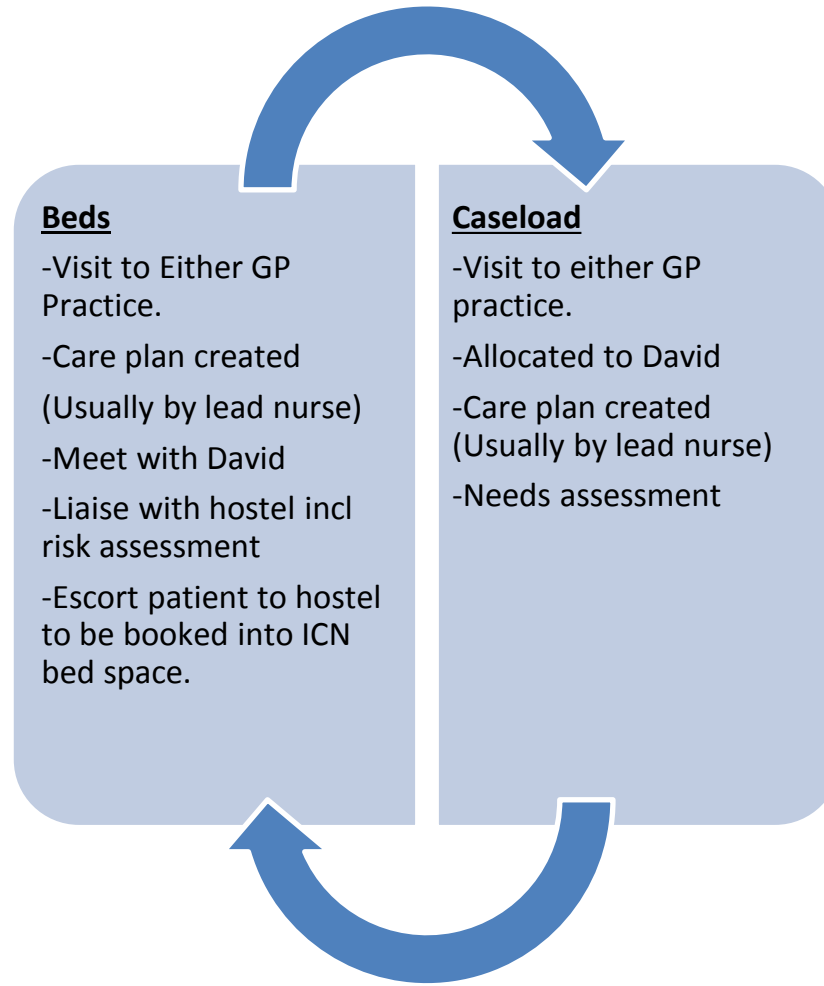 Beds
-Visit to Either GP
Practice.
-Care plan created
(Usually by lead nurse)
-Meet with David
-Liaise with hostel incl
risk assessment
-Escort patient to hostel
to be booked into ICN
bed space.
Caseload
-Visit to either GP
practice.
-Allocated to David
-Care plan created
(Usually by lead nurse)
-Needs assessment